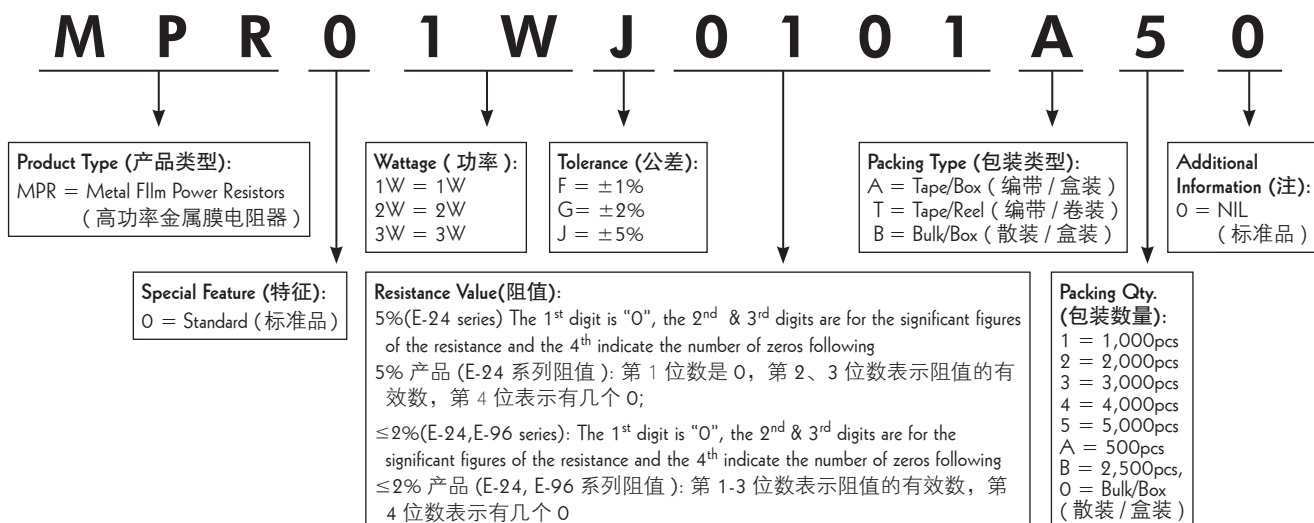 M P R 0 1 W J 0 1 0 1 A 5 0
Product Type (产品类型):
MPR = Metal FIlm Power Resistors
( 高功率金属膜电阻器 )
Wattage ( 功率 ):
1W = 1W
2W = 2W
3W = 3W
Tolerance (公差):
F = ±1%
G= ±2%
J = ±5%
Packing Type (包装类型):
A = Tape/Box ( 编带 / 盒装 )
T = Tape/Reel ( 编带 / 卷装 )
B = Bulk/Box ( 散装 / 盒装 )
Additional
Information (注):
0 = NIL
( 标准品 )
Special Feature (特征):
0 = Standard ( 标准品 )
Resistance Value(阻值):
5%(E-24 series) The 1st digit is “0”, the 2nd & 3rd digits are for the significant figures
of the resistance and the 4th indicate the number of zeros following
5% 产品 (E-24 系列阻值 ): 第 1 位数是 0，第 2、3 位数表示阻值的有
效数，第 4 位表示有几个 0;
≤2%(E-24,E-96 series): The 1st digit is “0”, the 2nd & 3rd digits are for the
significant figures of the resistance and the 4th indicate the number of zeros following
≤2% 产品 (E-24, E-96 系列阻值 ): 第 1-3 位数表示阻值的有效数，第
4 位数表示有几个 0
Packing Qty.
(包装数量):
1 = 1,000pcs
2 = 2,000pcs
3 = 3,000pcs
4 = 4,000pcs
5 = 5,000pcs
A = 500pcs
B = 2,500pcs,
0 = Bulk/Box
( 散装 / 盒装 )